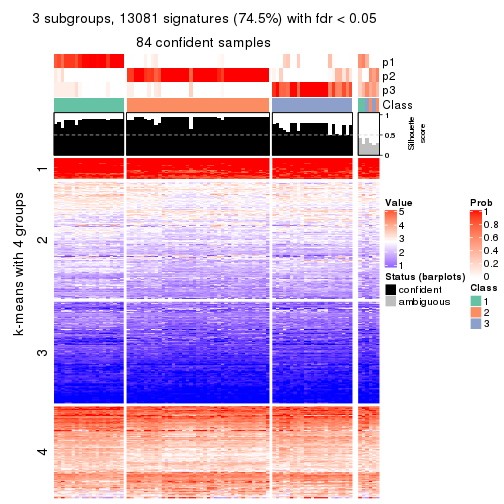 3 subgroups, 13081 signatures (74.5%) with fdr < 0.05
84 confident samples
p1
p2
p3
Class
1
0.5
0
Silhouette
score
k-means with 4 groups
1
2
3
4
Value
5
4
3
2
1
Status (barplots)
confident
ambiguous
Prob
1
0.8
0.6
0.4
0.2
0
Class
1
2
3